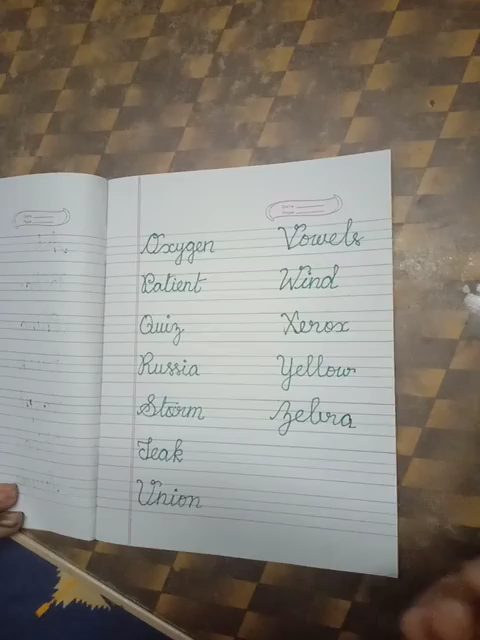 Oxygen
Patient
Quiz
Russia
Storm
Teak
Union
Vowels
Wind
Xerox
Yellow
Zebra